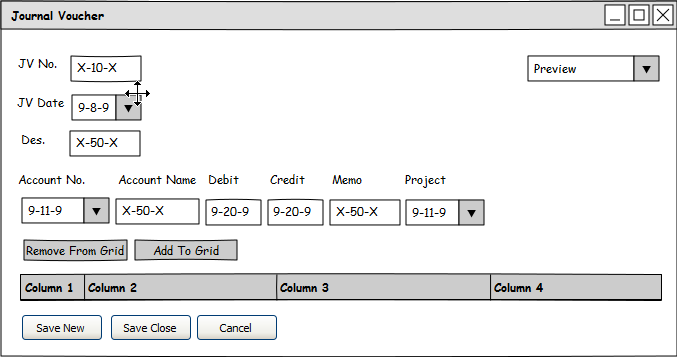 Journal Voucher
JV No. X-10-X Preview
JV Date 9-8-9
Des. X-50-X
Account No. Account Name Debit Credit Memo Project
9-11-9 X-50-X 9-20-9 9-20-9 X-50-X 9-11-9
Remove From Grid Add To Grid
Column 1 Column 2 Column 3 Column 4
Save New Save Close Cancel